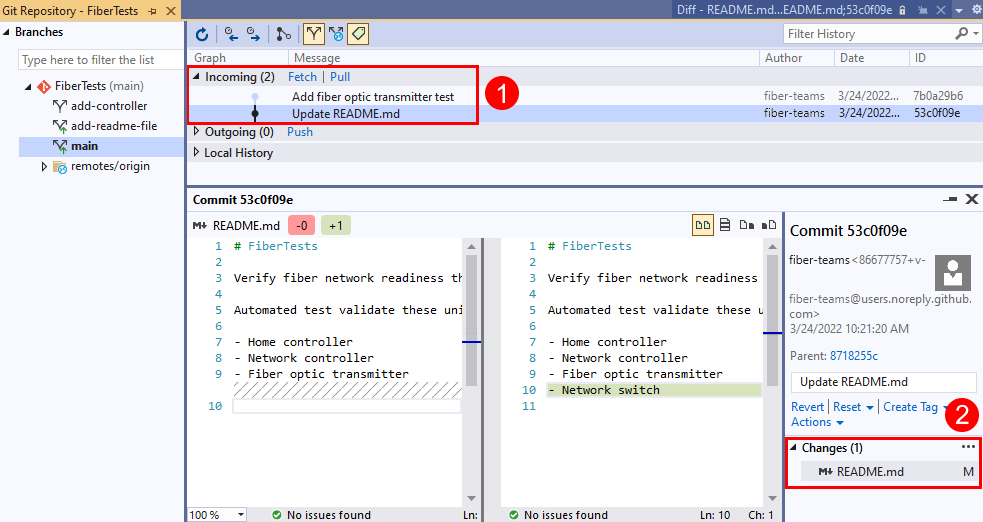 Git Repository - FiberTests
Diff - README.md...EADME.md;53c0f09e
Branches
Type here to filter the list
FiberTests (main)
add-controller
add-readme-file
main
remotes/origin
Filter History
Graph Message Author Date ID
Incoming (2) Fetch | Pull
1
Add fiber optic transmitter test fiber-teams 3/24/2022... 7b0a29b6
Update README.md fiber-teams 3/24/2022... 53c0f09e
Outgoing (0) Push
Local History
Commit 53c0f09e
README.md -0 +1
1 # FiberTests
2
3 Verify fiber network readiness th
4
5 Automated test validate these uni
6
7 - Home controller
8 - Network controller
9 - Fiber optic transmitter
10
100 %
No issues found
Ln:
1 # FiberTests
2
3 Verify fiber network readiness
4
5 Automated test validate these u
6
7 - Home controller
8 - Network controller
9 - Fiber optic transmitter
10 - Network switch
11
No issues found
Ln: 10 Ch: 1
Commit 53c0f09e
fiber-teams<86677757+v-
fiber-teams@users.noreply.github.
com>
3/24/2022 10:21:20 AM
Parent: 8718255c
Update README.md
Revert | Reset | Create Tag
Actions
2
Changes (1) ...
README.md M